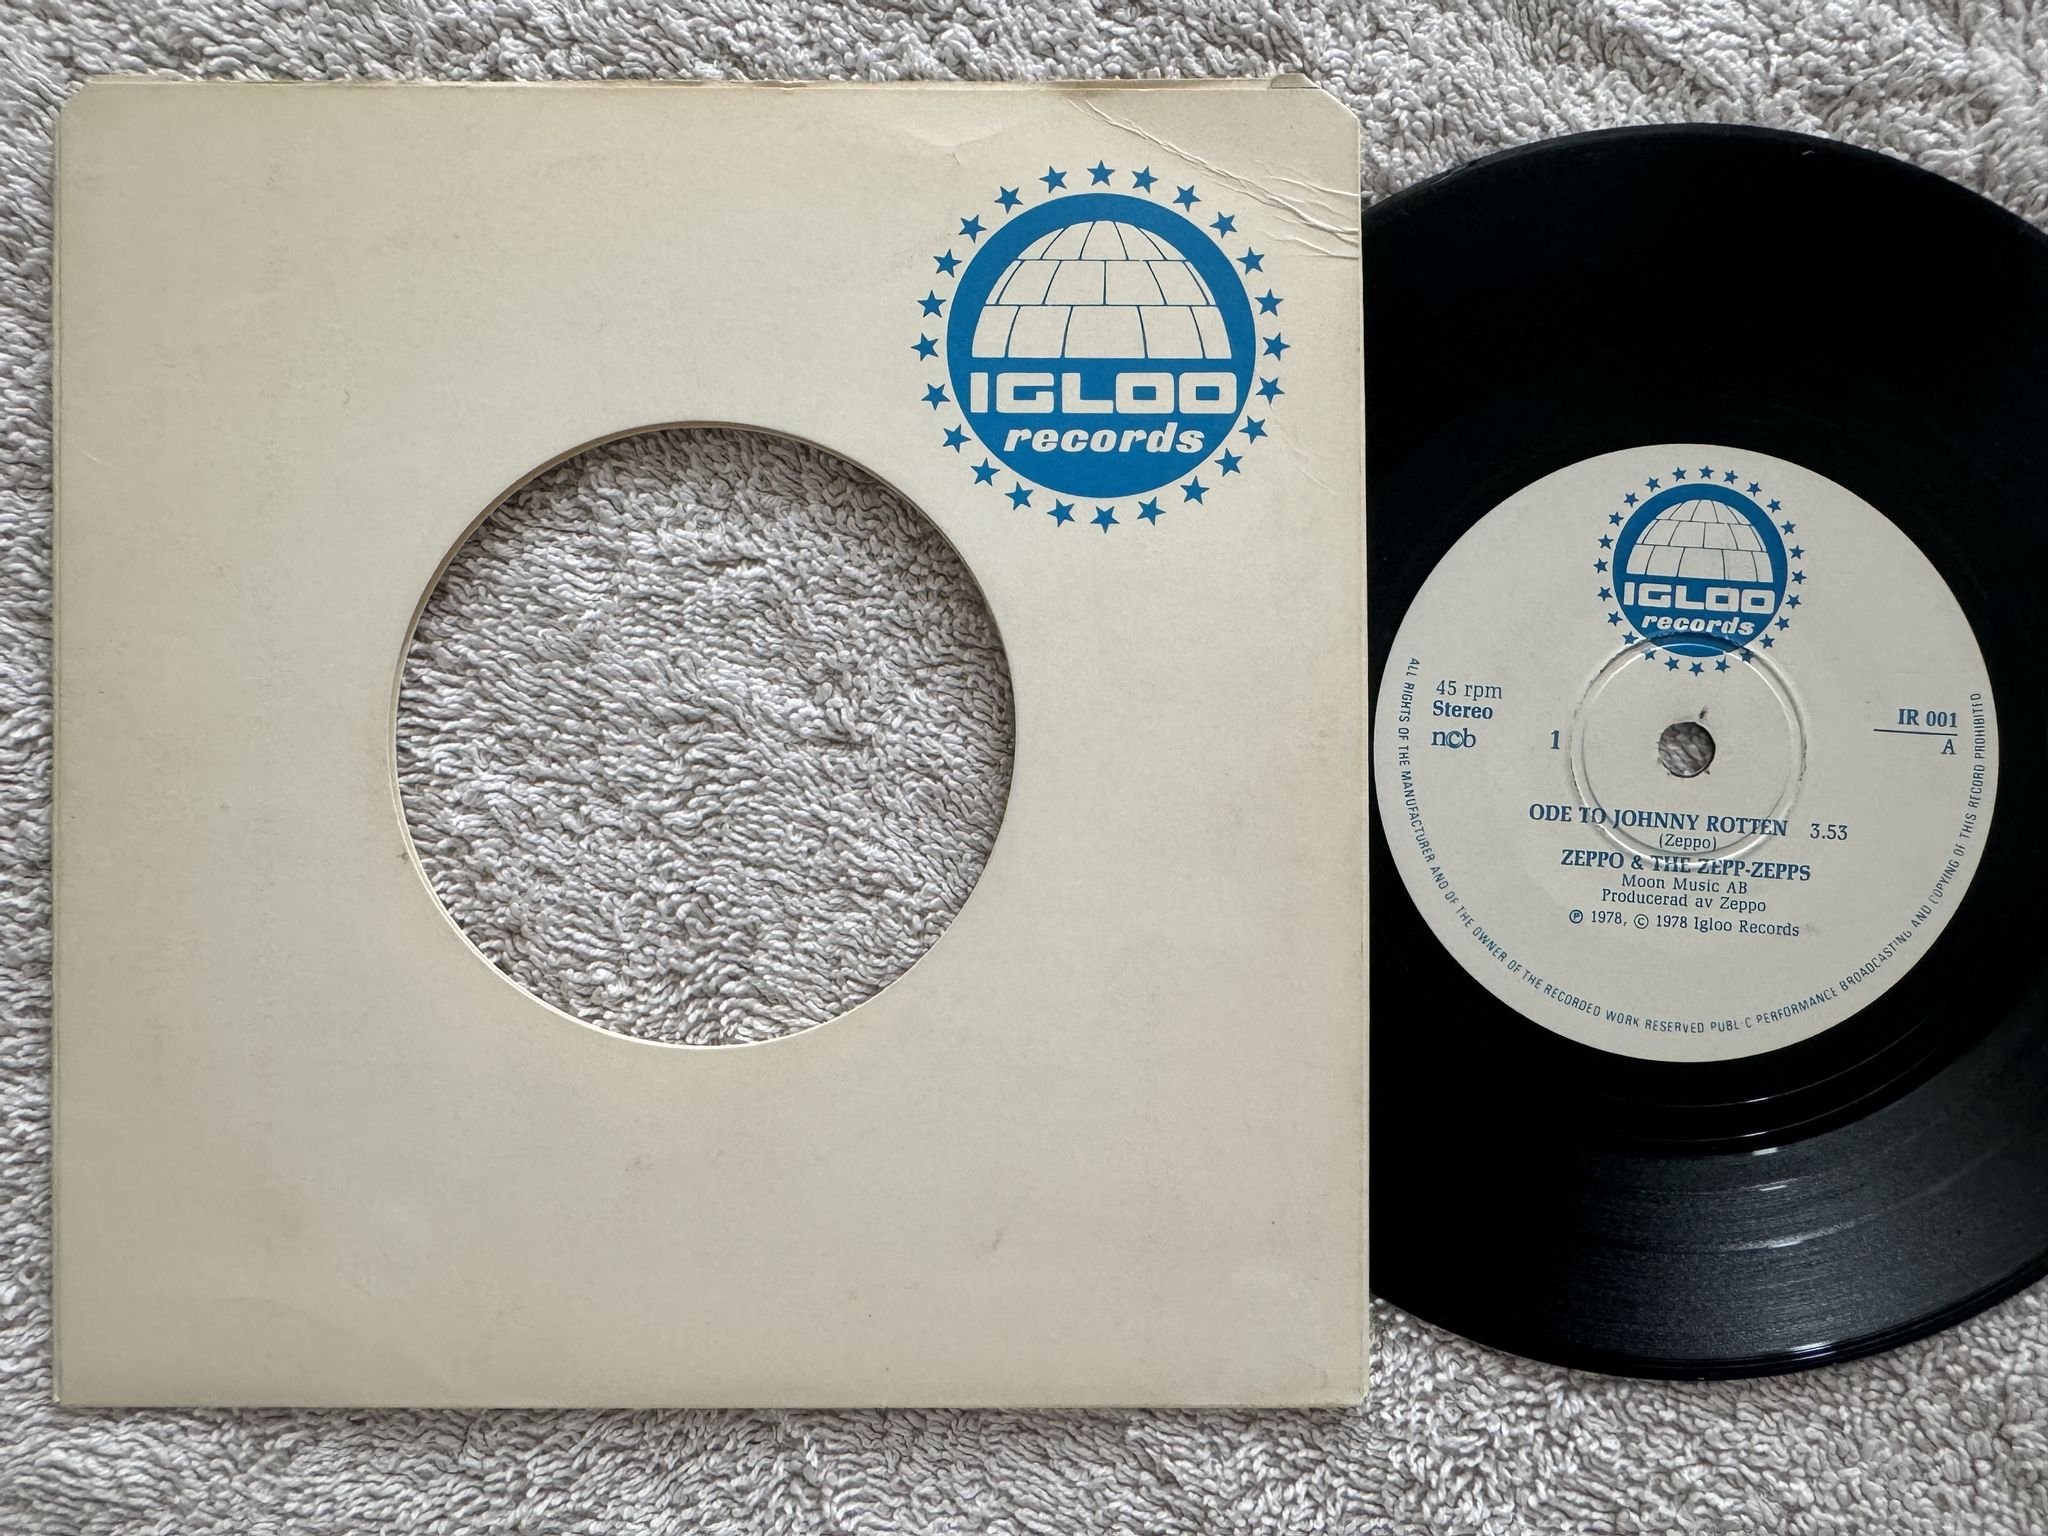 IGLOO
records
IGLOO
records
45 rpm
Stereo
ncb
1
IR 001
A
ODE TO JOHNNY ROTTEN 3.53
(Zeppo)
ZEPPO & THE ZEPP-ZEPPS
Moon Music AB
Producerad av Zeppo
Ⓟ 1978, © 1978 Igloo Records
ALL RIGHTS OF THE MANUFACTURER AND OF THE OWNER OF THE RECORDED WORK RESERVED PUBLIC PERFORMANCE BROADCASTING AND COPYING OF THIS RECORD PROHIBITED